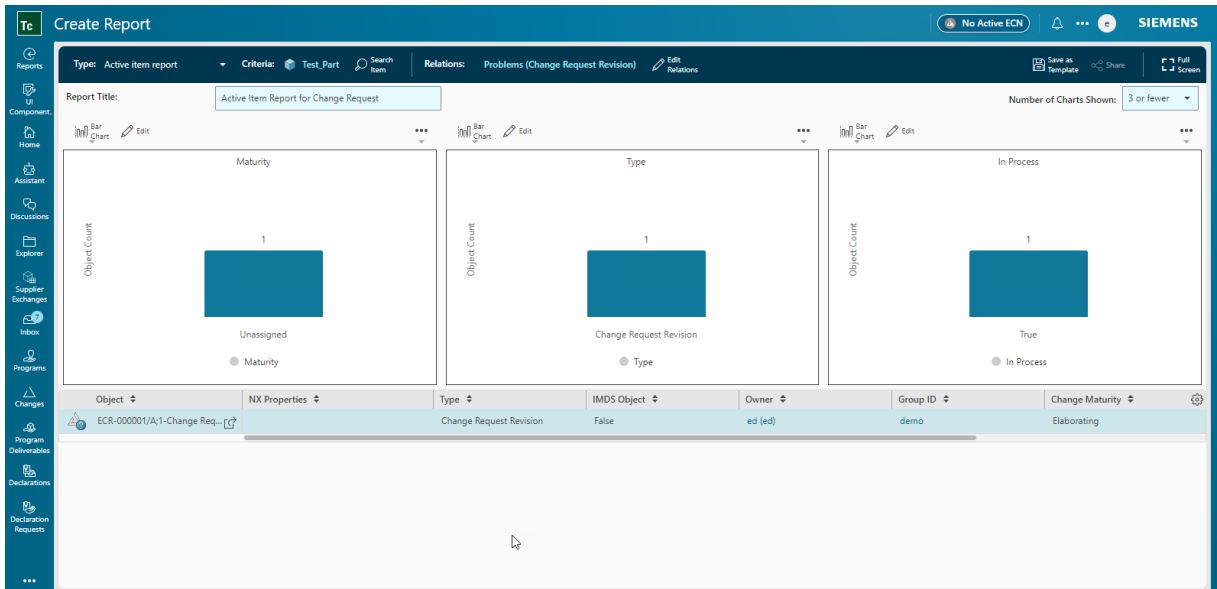 Tc Create Report No Active ECN ••• e SIEMENS
Reports
UI
Component.
Home
Assistant
Discussions
Explorer
Supplier
Exchanges
7
Inbox
Programs
Changes
Program
Deliverables
Declarations
Declaration
Requests
•••
Type: Active item report Criteria: Test_Part Search Item Relations: Problems (Change Request Revision) Edit Relations Save as Template Share Full Screen
Report Title: Active Item Report for Change Request Number of Charts Shown: 3 or fewer
Bar Chart Edit •••
Maturity
Object Count
1
Unassigned
Maturity
Bar Chart Edit •••
Type
Object Count
1
Change Request Revision
Type
Bar Chart Edit •••
In Process
Object Count
1
True
In Process
Object NX Properties Type IMDS Object Owner Group ID Change Maturity
ECR-000001/A;1-Change Req... Change Request Revision False ed (ed) demo Elaborating